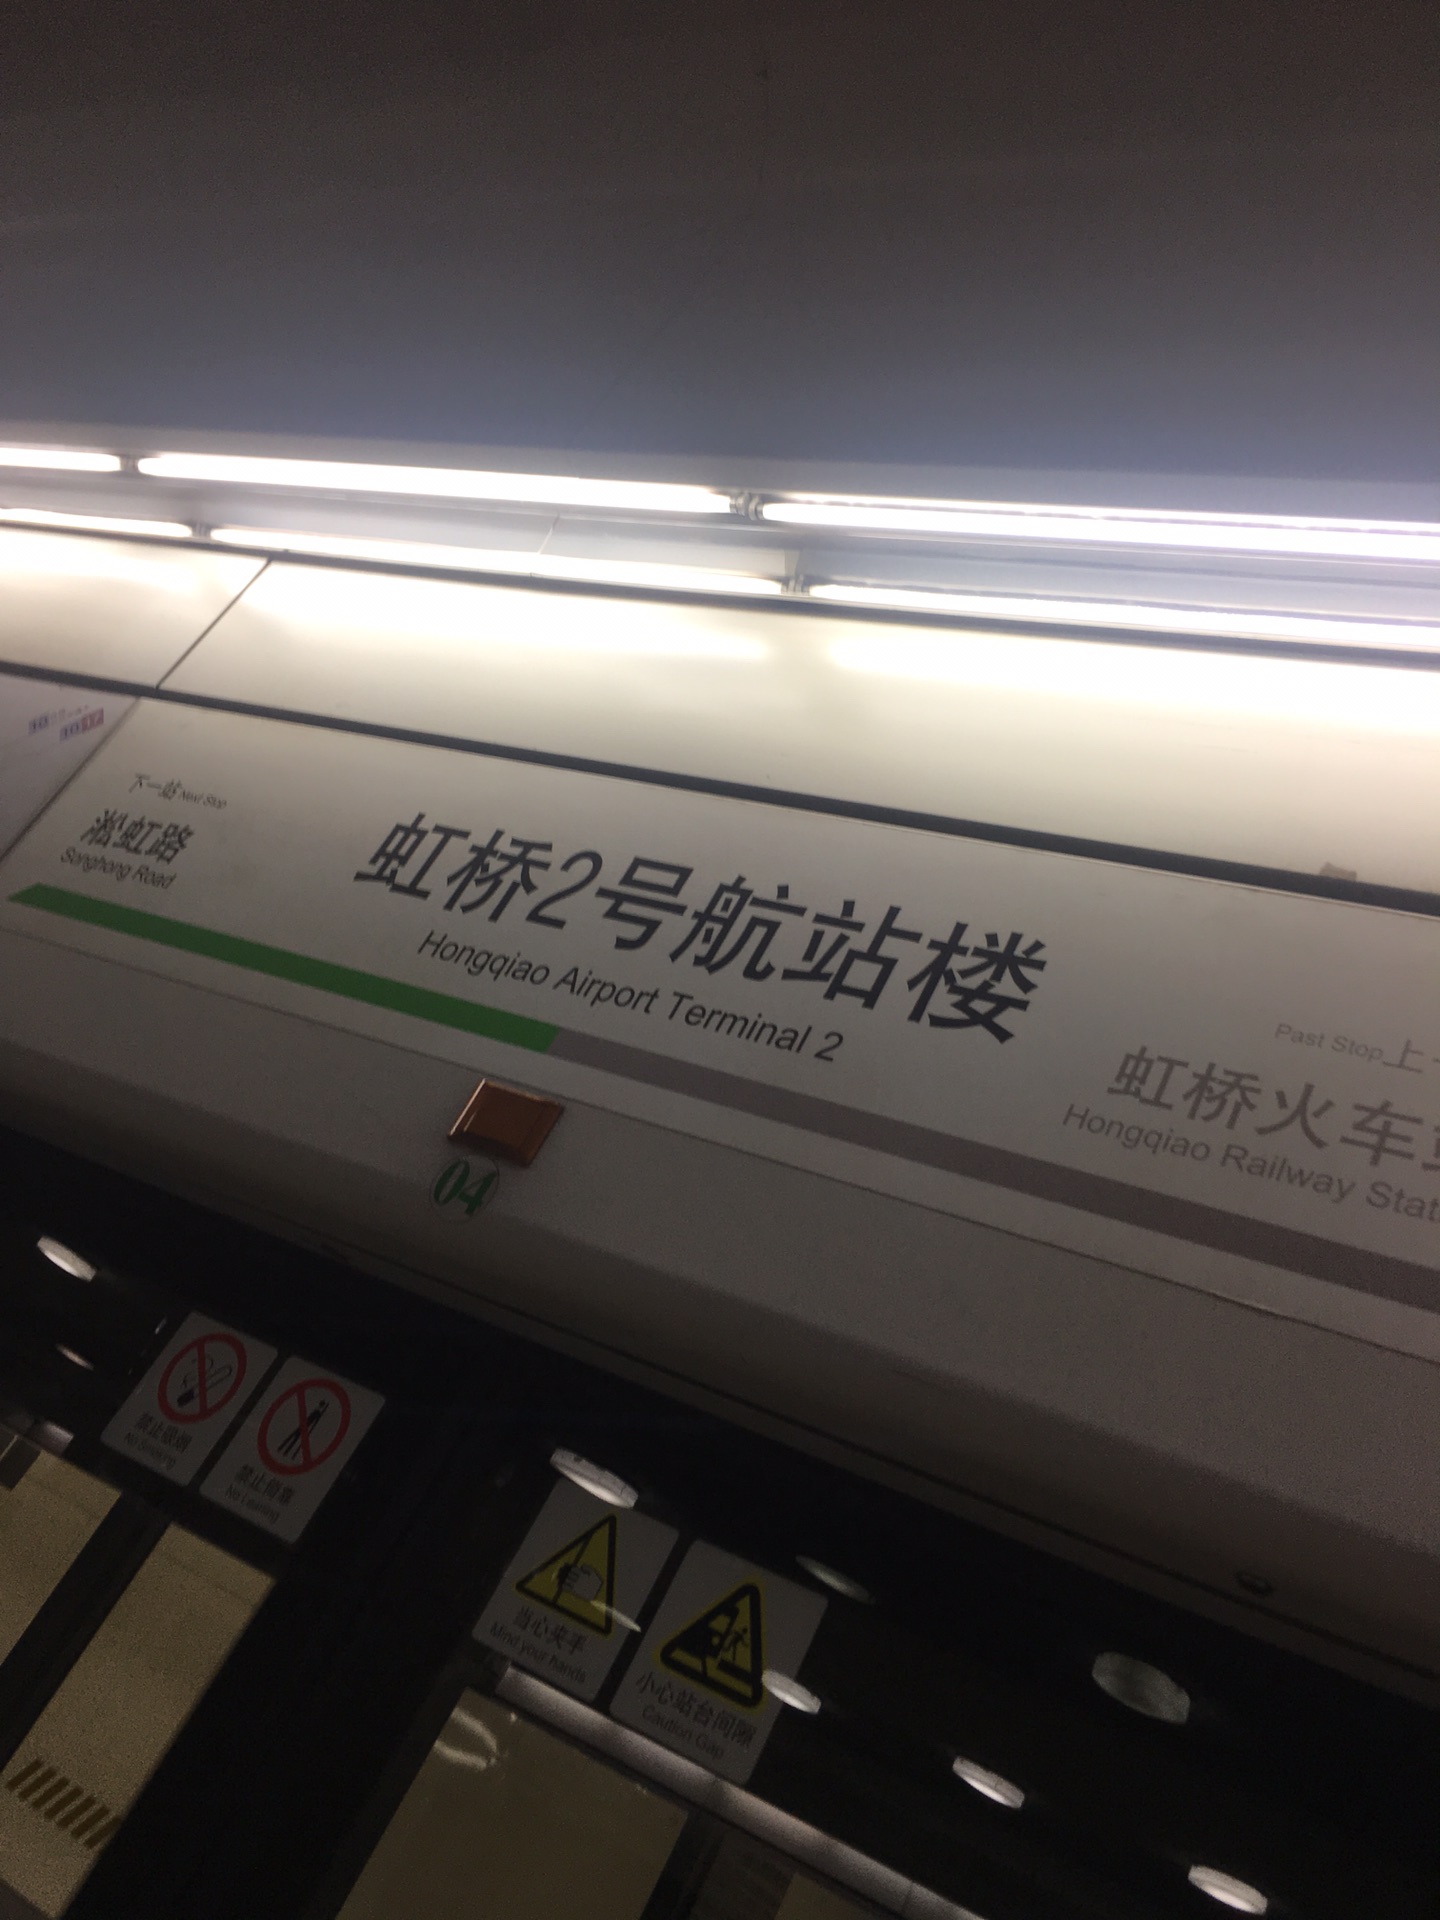 下一站 Next Stop
淞虹路
Songhong Road
虹桥2号航站楼
Hongqiao Airport Terminal 2
Past Stop 上一
虹桥火车
Hongqiao Railway Stat
04
禁止吸烟
No Smoking
禁止倚靠
No Leaning
当心夹手
Mind your hands
小心站台间隙
Caution Gap